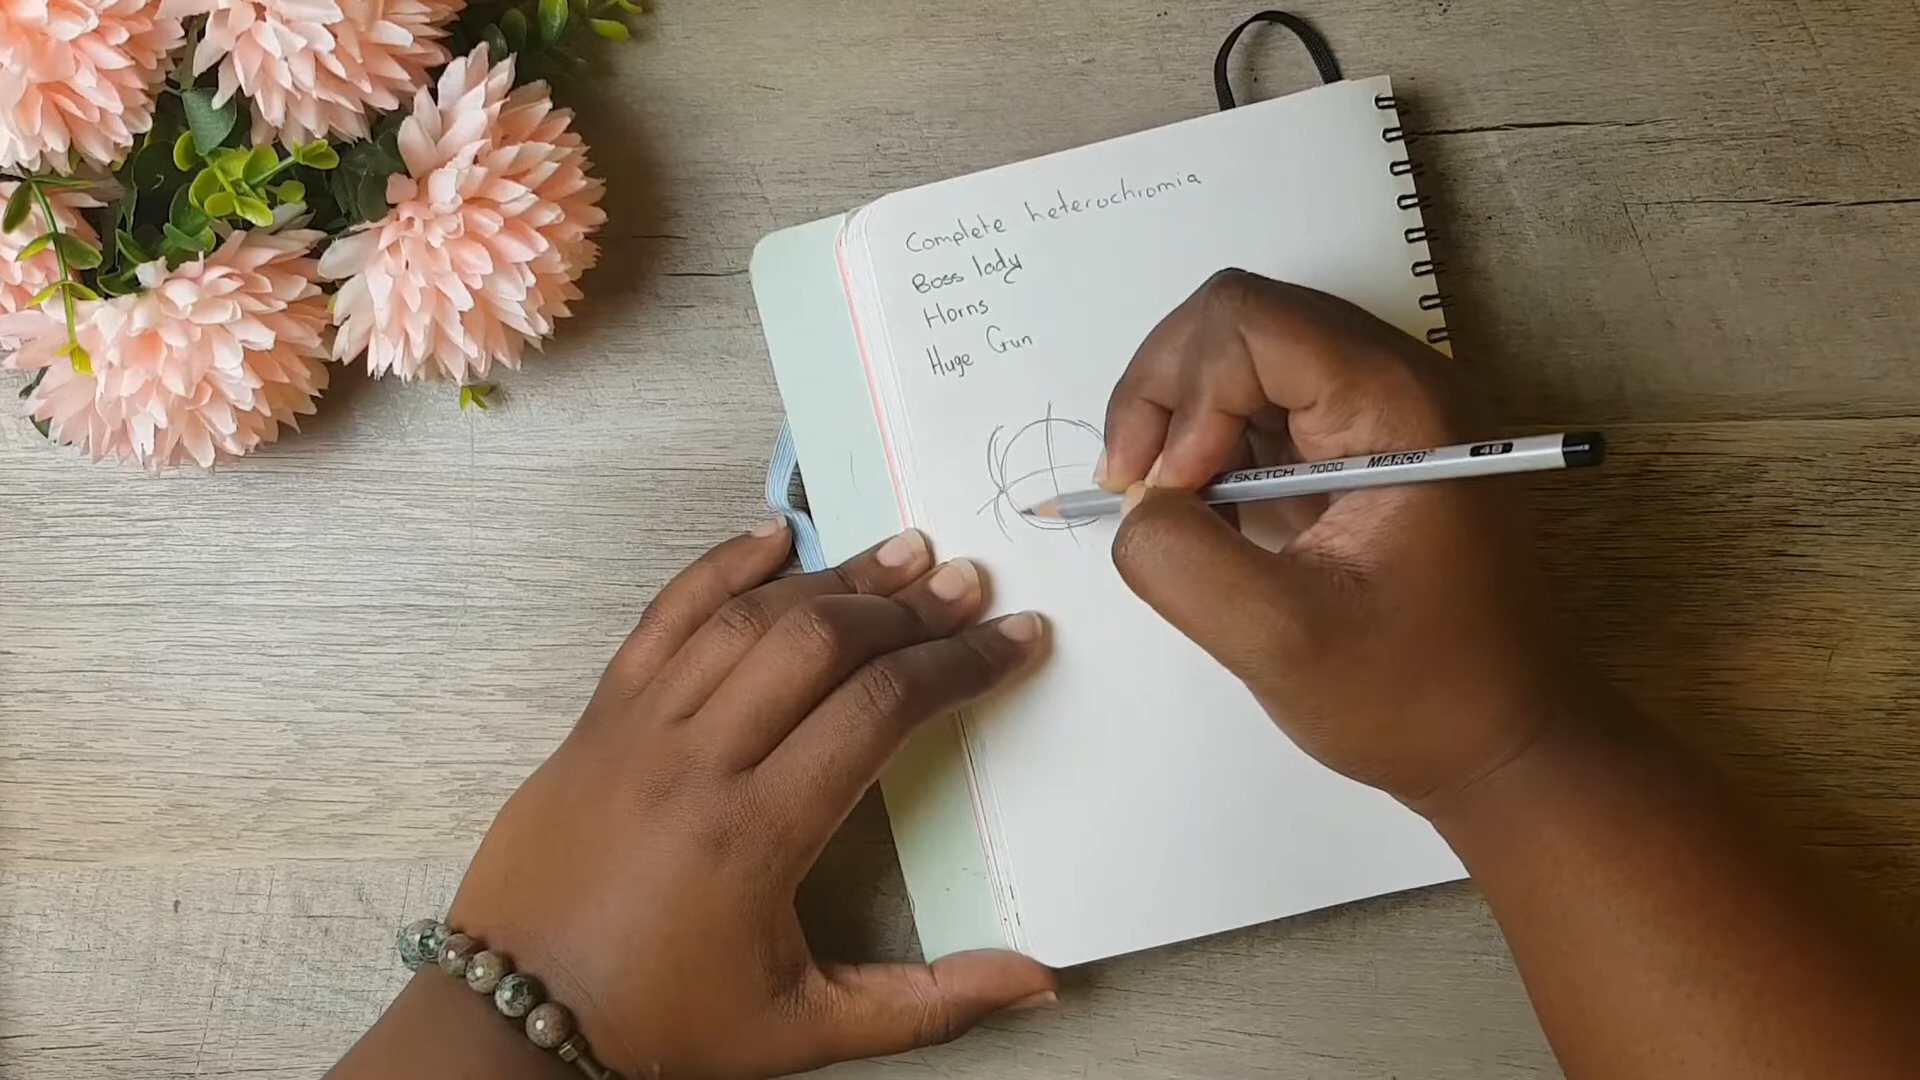 Complete heterochromia
Boss lady
Horns
Huge Gun
SKETCH 7000 MARCO 4B